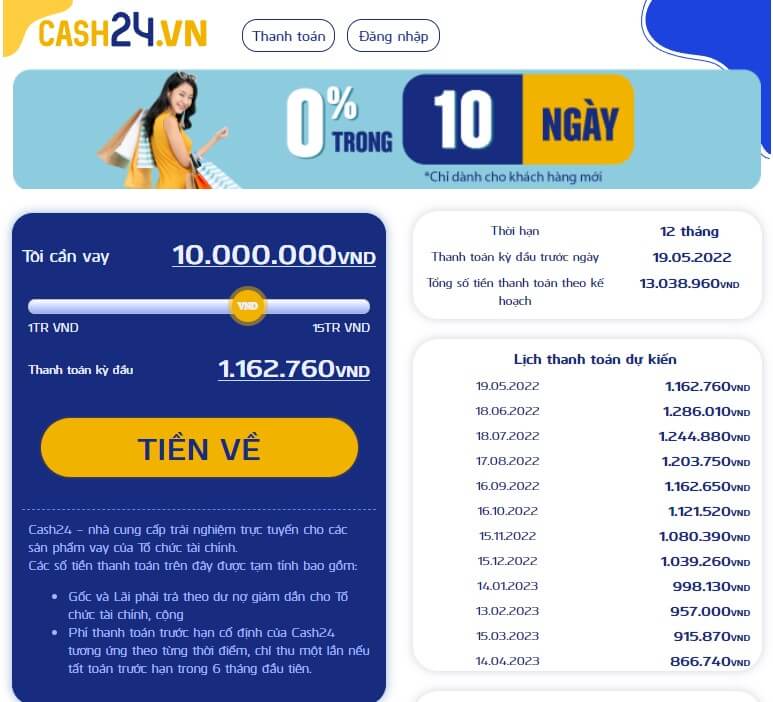 CASH24.VN
Thanh toán
Đăng nhập
0% TRONG 10 NGÀY
*Chỉ dành cho khách hàng mới
Tôi cần vay 10.000.000VND
VND
1TR VND 15TR VND
Thanh toán kỳ đầu 1.162.760VND
TIỀN VỀ
Cash24 – nhà cung cấp trải nghiệm trực tuyến cho các
sản phẩm vay của Tổ chức tài chính.
Các số tiền thanh toán trên đây được tạm tính bao gồm:
• Gốc và Lãi phải trả theo dư nợ giảm dần cho Tổ
chức tài chính, cộng
• Phí thanh toán trước hạn cố định của Cash24
tương ứng theo từng thời điểm, chỉ thu một lần nếu
tất toán trước hạn trong 6 tháng đầu tiên.
Thời hạn 12 tháng
Thanh toán kỳ đầu trước ngày 19.05.2022
Tổng số tiền thanh toán theo kế 13.038.960VND
hoạch
Lịch thanh toán dự kiến
19.05.2022 1.162.760VND
18.06.2022 1.286.010VND
18.07.2022 1.244.880VND
17.08.2022 1.203.750VND
16.09.2022 1.162.650VND
16.10.2022 1.121.520VND
15.11.2022 1.080.390VND
15.12.2022 1.039.260VND
14.01.2023 998.130VND
13.02.2023 957.000VND
15.03.2023 915.870VND
14.04.2023 866.740VND